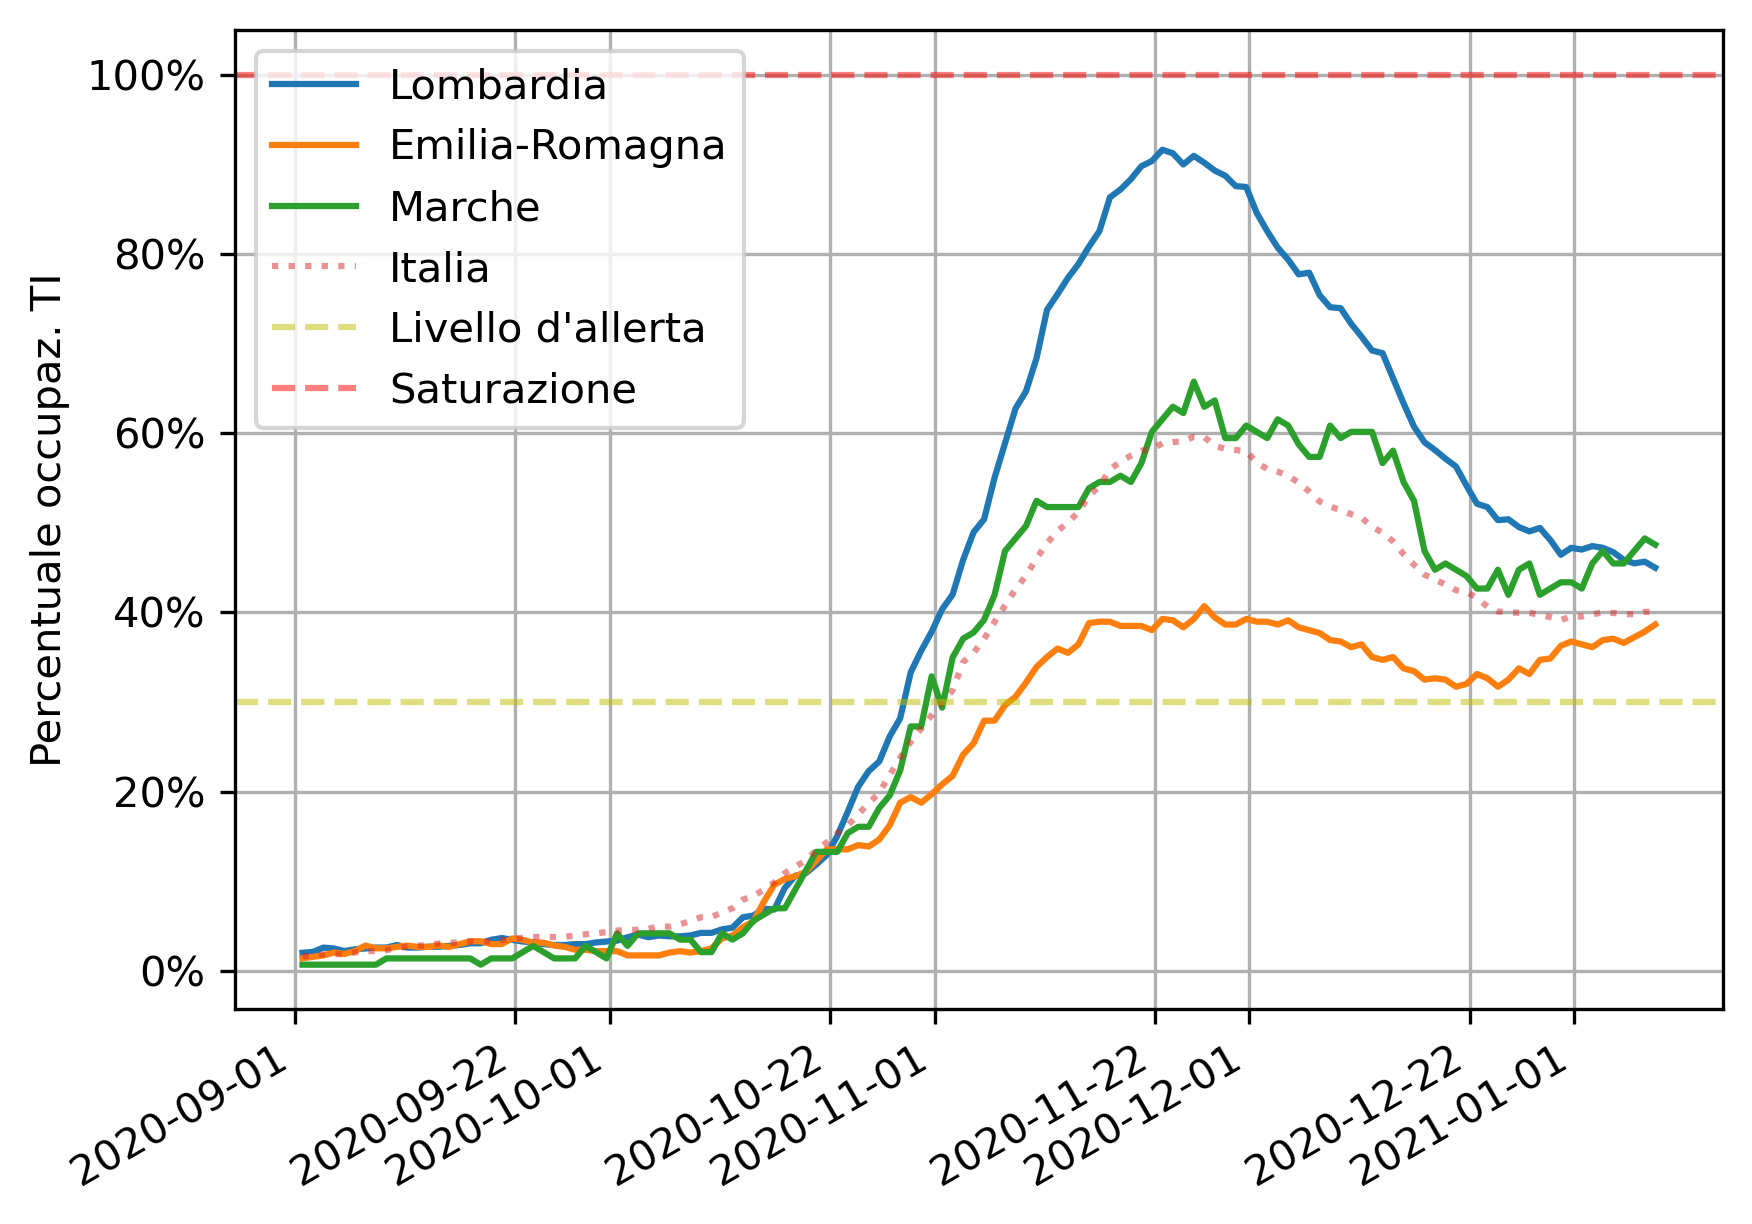 100%
80%
60%
40%
20%
0%
Percentuale occupaz. TI
Lombardia
Emilia-Romagna
Marche
Italia
Livello d'allerta
Saturazione
2020-09-01
2020-09-22
2020-10-01
2020-10-22
2020-11-01
2020-11-22
2020-12-01
2020-12-22
2021-01-01